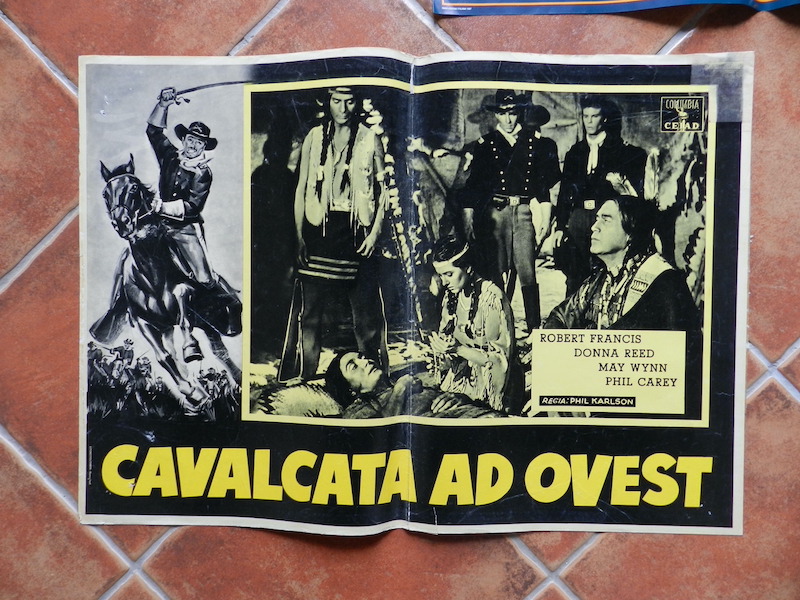 COLUMBIA
CEIAD
ROBERT FRANCIS
DONNA REED
MAY WYNN
PHIL CAREY
REGIA: PHIL KARLSON
CAVALCATA AD OVEST